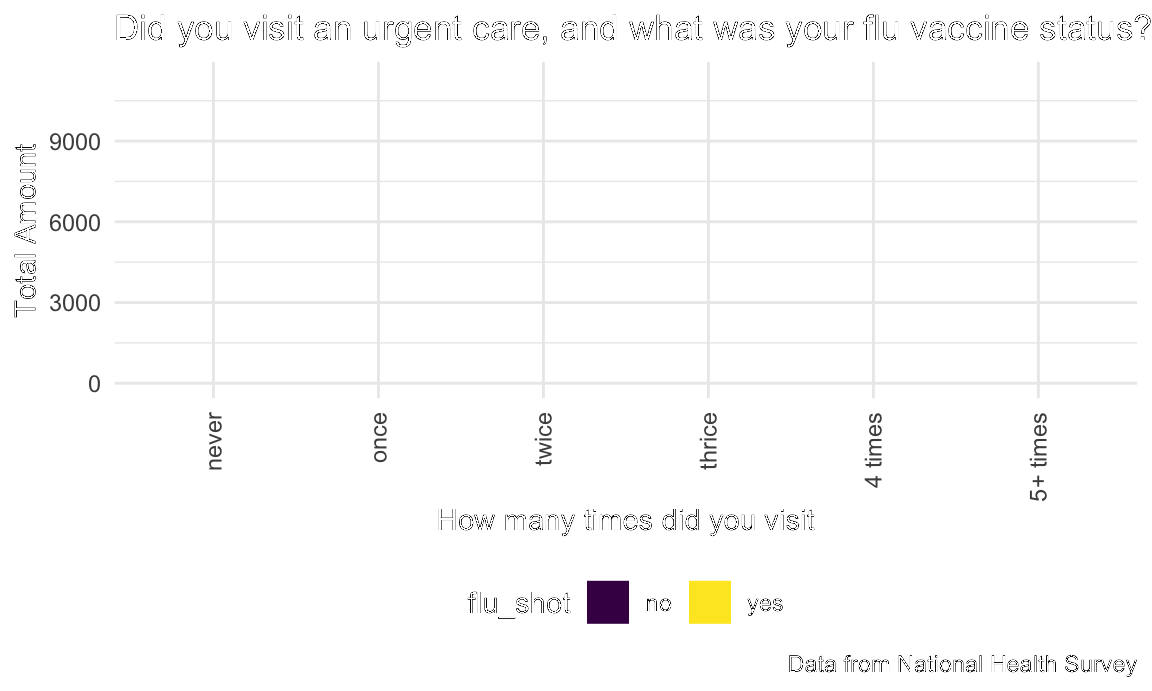 Did you visit an urgent care, and what was your flu vaccine status?
Total Amount
9000
6000
3000
0
never
once
twice
thrice
4 times
5+ times
How many times did you visit
flu_shot no yes
Data from National Health Survey